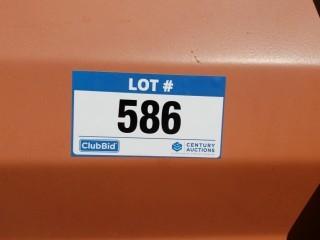 LOT #
586
ClubBid
CENTURY
AUCTIONS